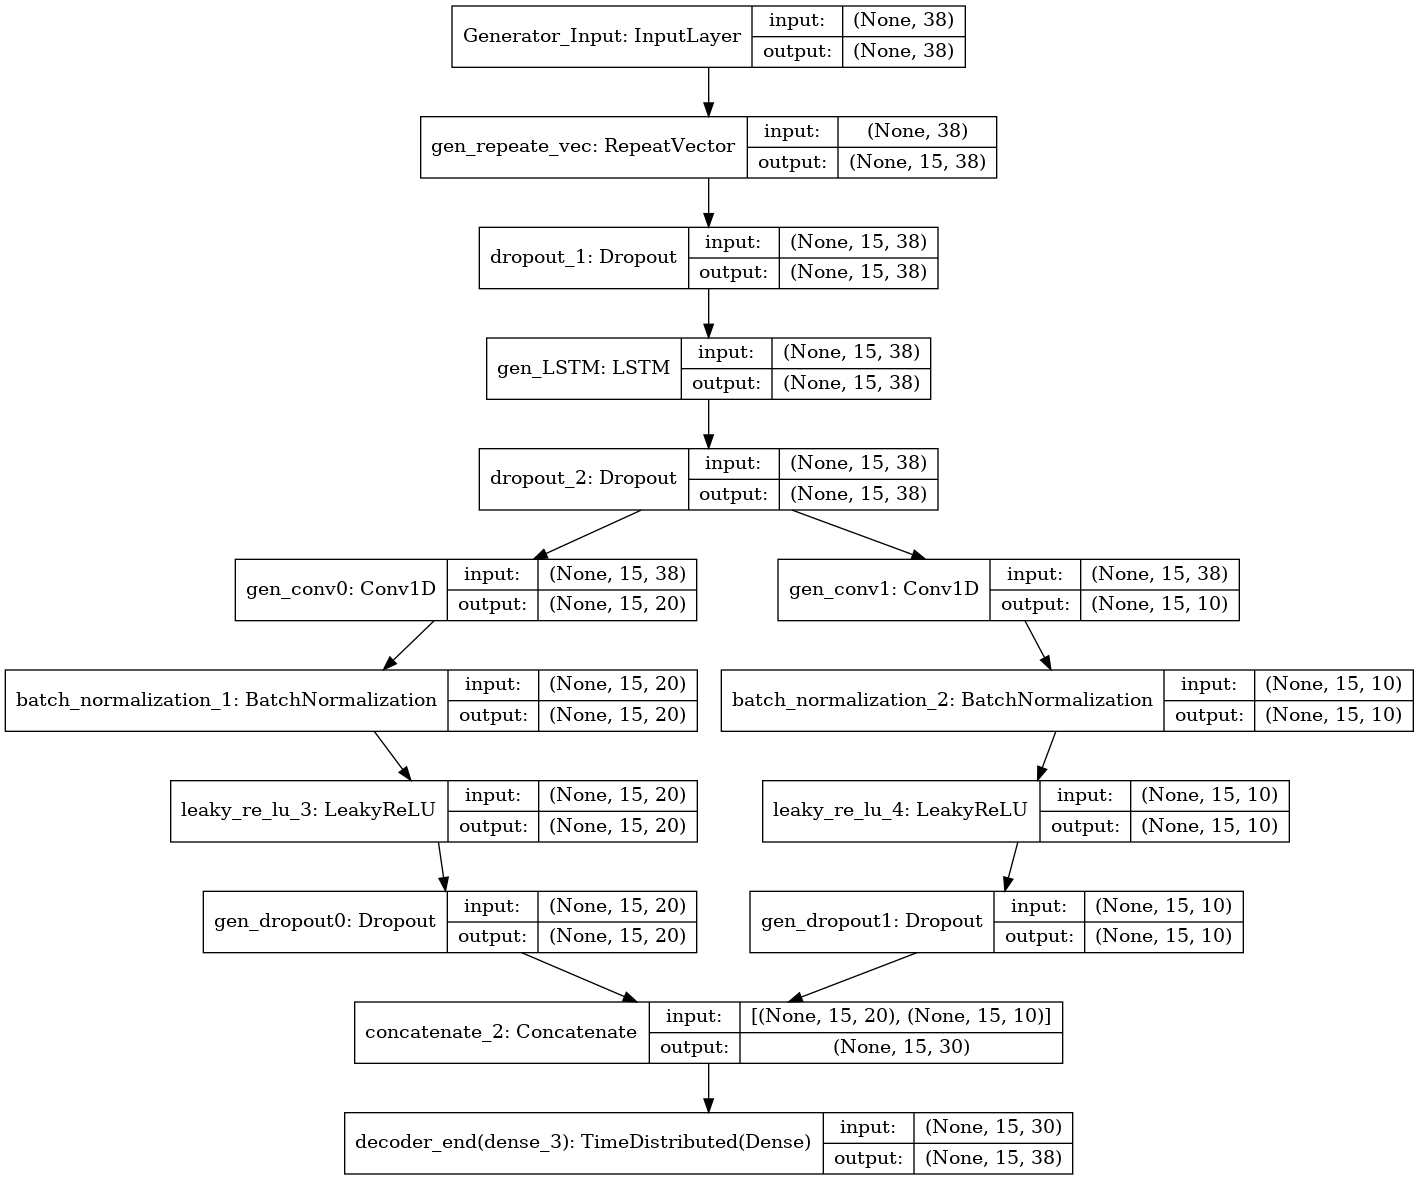 Generator_Input: InputLayer
input: (None, 38)
output: (None, 38)
gen_repeate_vec: RepeatVector
input: (None, 38)
output: (None, 15, 38)
dropout_1: Dropout
input: (None, 15, 38)
output: (None, 15, 38)
gen_LSTM: LSTM
input: (None, 15, 38)
output: (None, 15, 38)
dropout_2: Dropout
input: (None, 15, 38)
output: (None, 15, 38)
gen_conv0: Conv1D
input: (None, 15, 38)
output: (None, 15, 20)
gen_conv1: Conv1D
input: (None, 15, 38)
output: (None, 15, 10)
batch_normalization_1: BatchNormalization
input: (None, 15, 20)
output: (None, 15, 20)
batch_normalization_2: BatchNormalization
input: (None, 15, 10)
output: (None, 15, 10)
leaky_re_lu_3: LeakyReLU
input: (None, 15, 20)
output: (None, 15, 20)
leaky_re_lu_4: LeakyReLU
input: (None, 15, 10)
output: (None, 15, 10)
gen_dropout0: Dropout
input: (None, 15, 20)
output: (None, 15, 20)
gen_dropout1: Dropout
input: (None, 15, 10)
output: (None, 15, 10)
concatenate_2: Concatenate
input: [(None, 15, 20), (None, 15, 10)]
output: (None, 15, 30)
decoder_end(dense_3): TimeDistributed(Dense)
input: (None, 15, 30)
output: (None, 15, 38)